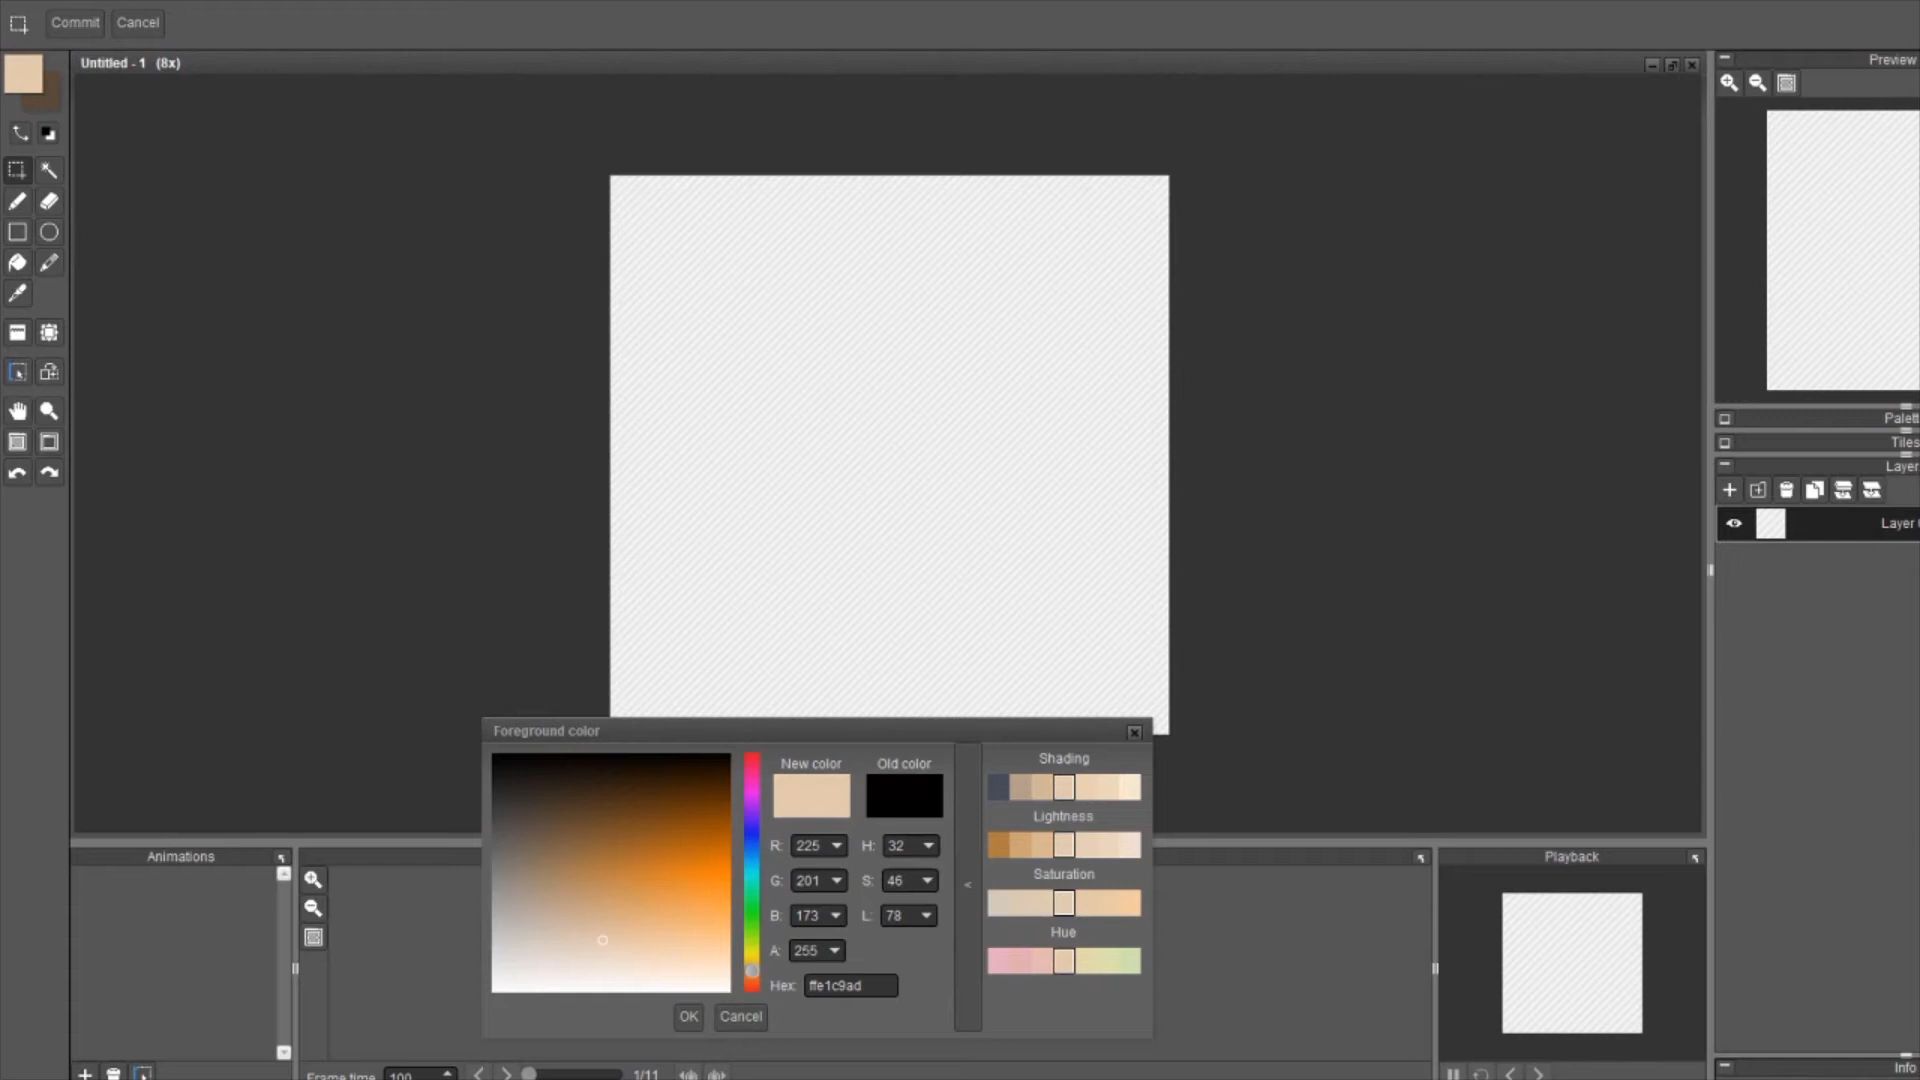 Commit Cancel
Untitled - 1 (8x)
Preview
Palett
Tiles
Layer
Layer
Foreground color
New color Old color
R: 225 H: 32
G: 201 S: 46
B: 173 L: 78
A: 255
Hex: ffe1c9ad
OK Cancel
<
Shading
Lightness
Saturation
Hue
Animations
Playback
Frame time 100 1/11
Info